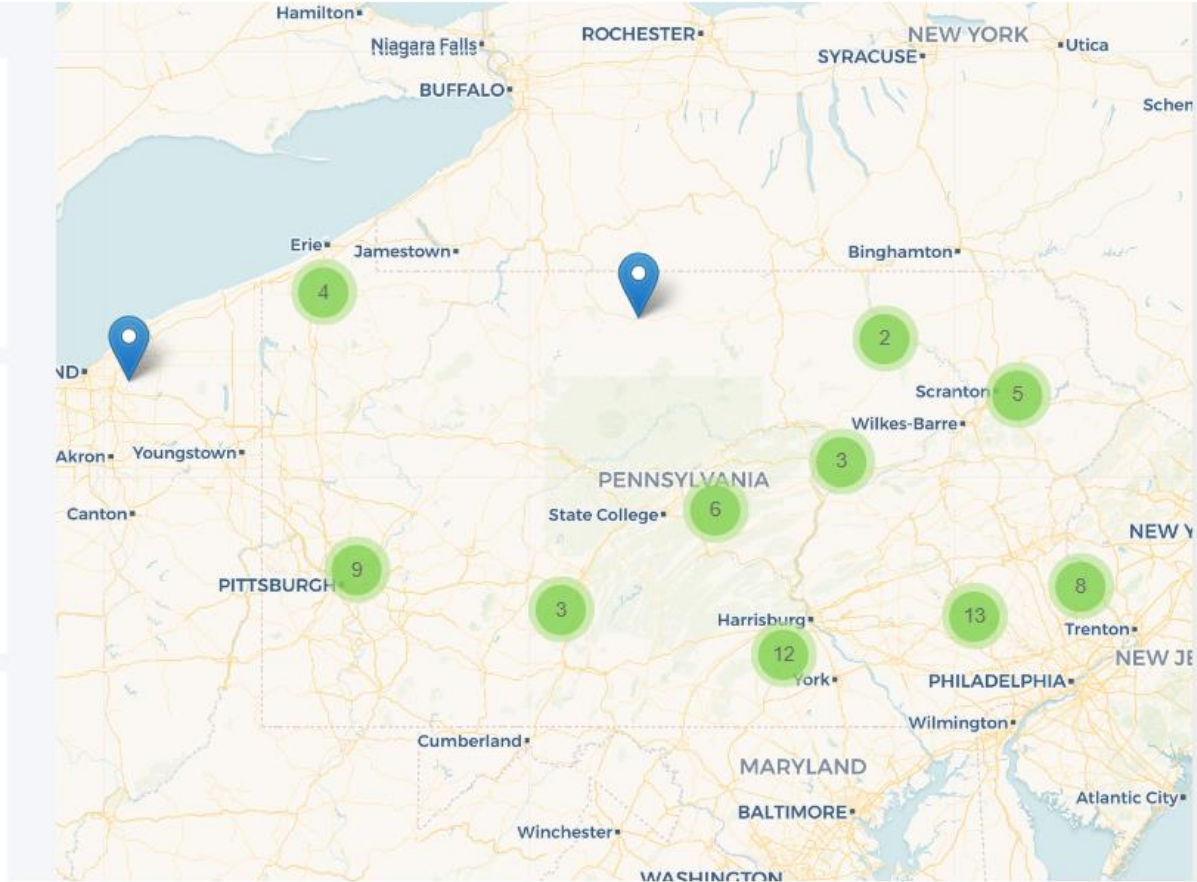 Hamilton
ROCHESTER
NEW YORK
Niagara Falls
Utica
SYRACUSE
BUFFALO
Schen
Erie
Jamestown
Binghamton
4
2
ND
Scranton
5
Wilkes-Barre
Akron
Youngstown
3
PENNSYLVANIA
6
Canton
State College
NEW Y
9
PITTSBURGH
8
3
13
Harrisburg
Trenton
12
NEW JE
York
PHILADELPHIA
Wilmington
Cumberland
MARYLAND
Atlantic City
BALTIMORE
Winchester
WASHINGTON